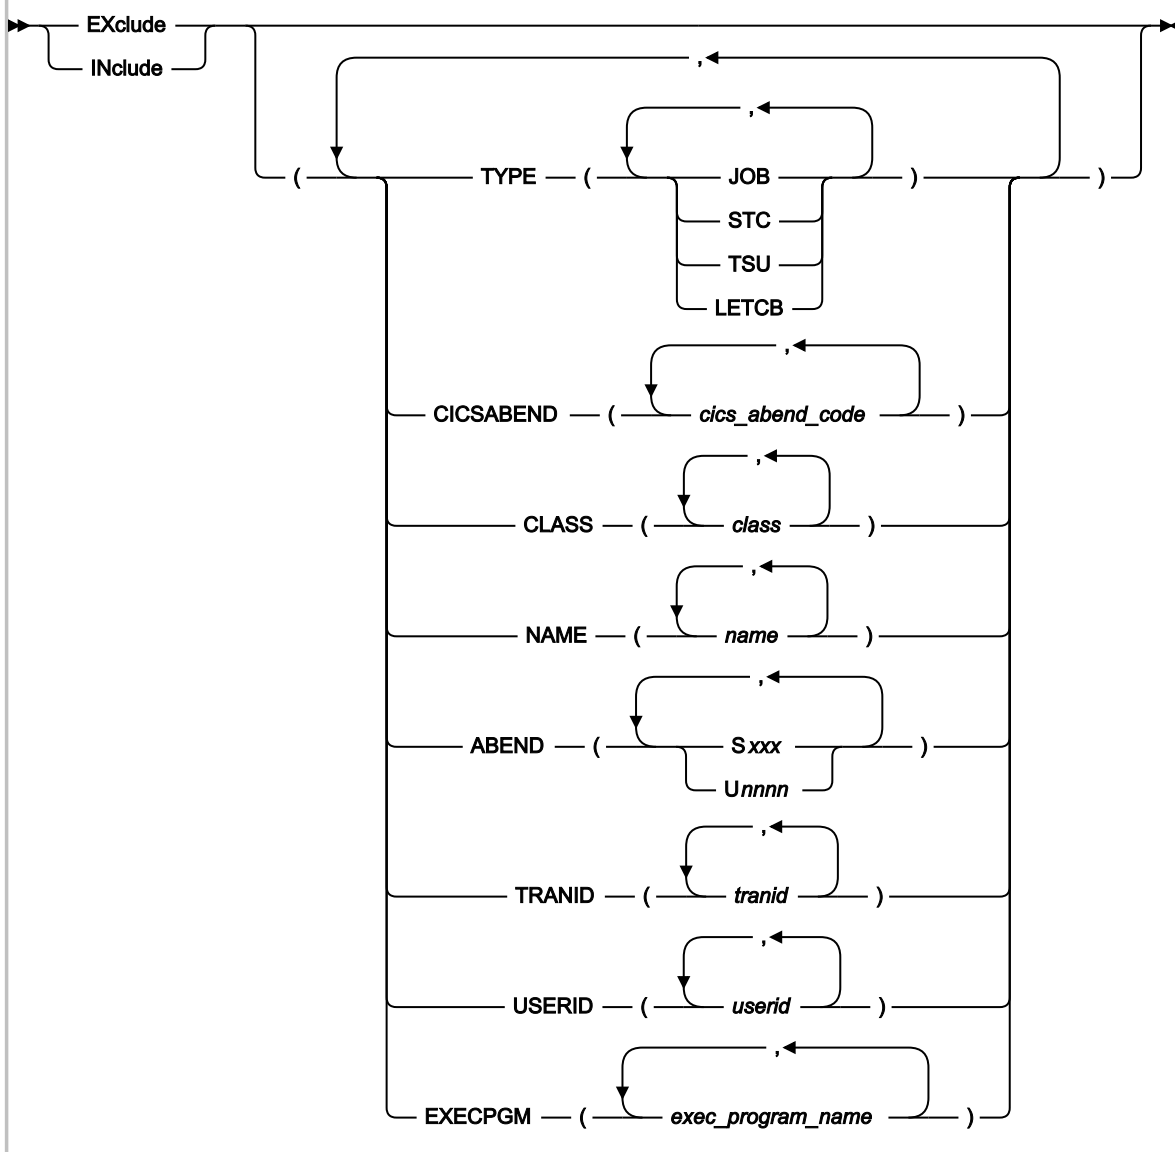 EXclude
INclude
,
,
( TYPE ( JOB ) )
STC
TSU
LETCB
,
CICSABEND ( cics_abend_code )
,
CLASS ( class )
,
NAME ( name )
,
ABEND ( Sxxx )
Unnnn
,
TRANID ( tranid )
,
USERID ( userid )
,
EXECPGM ( exec_program_name )